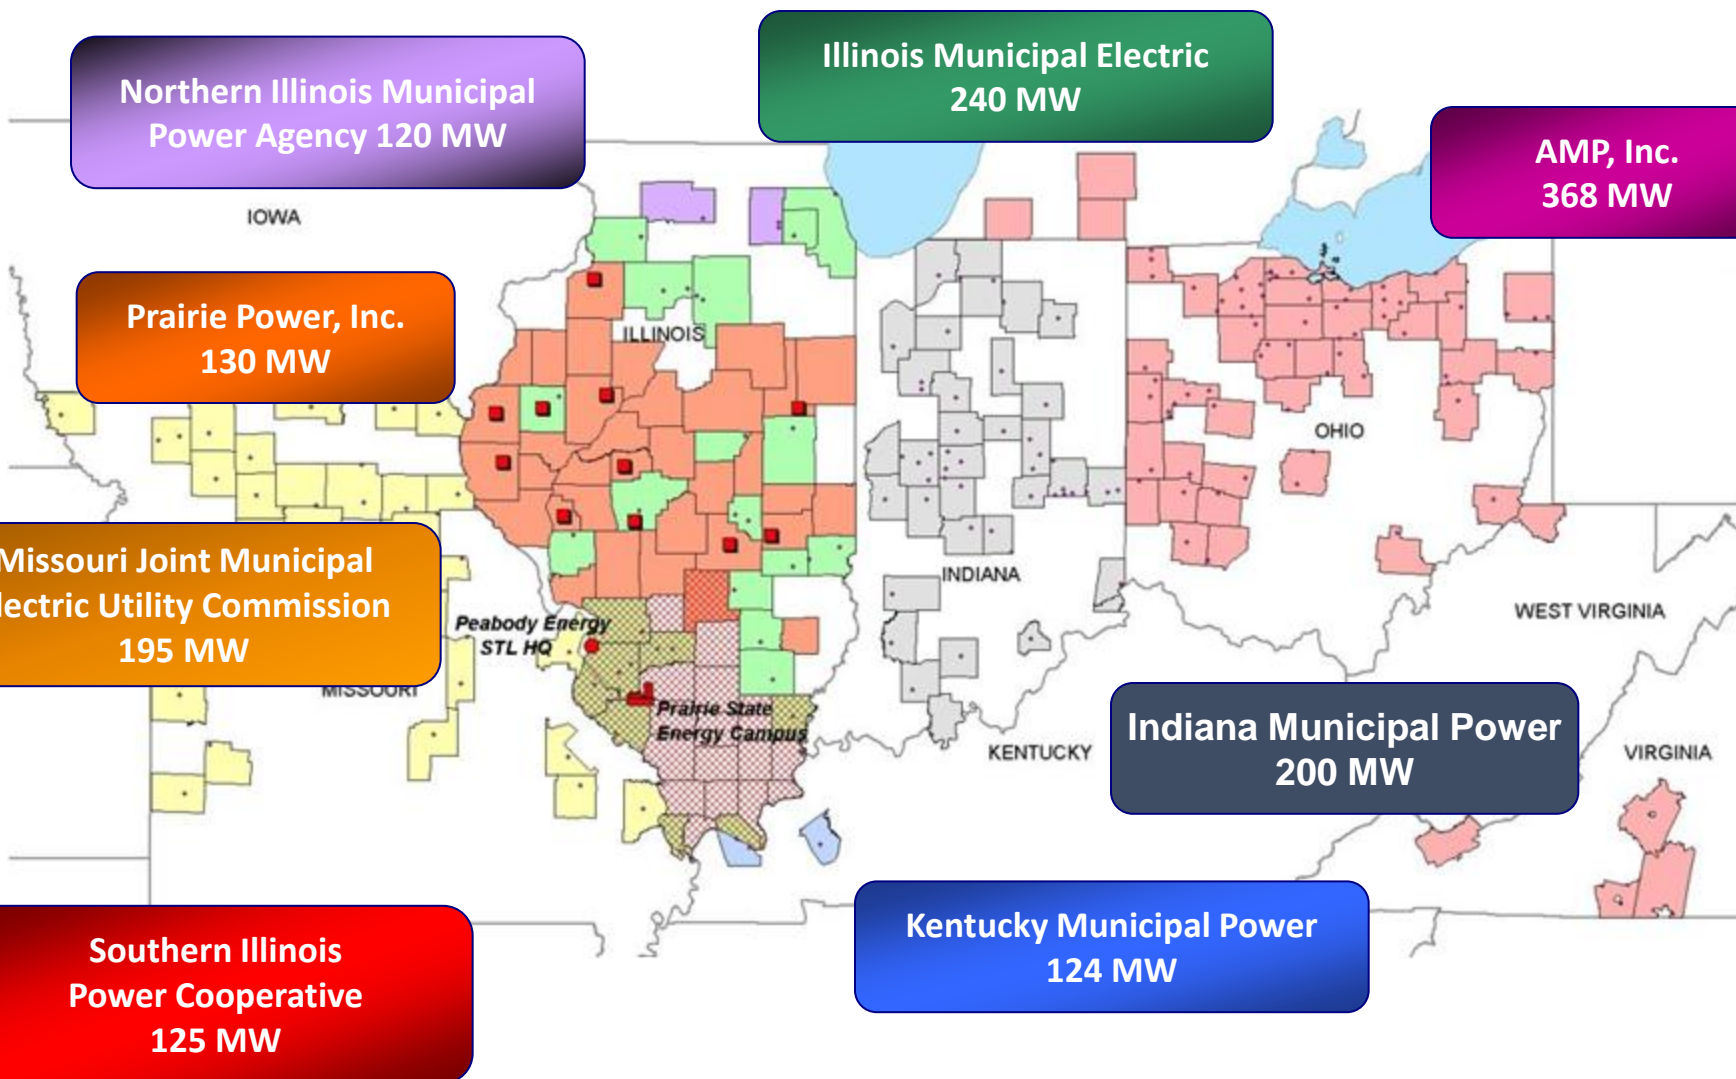 Northern Illinois Municipal
Power Agency 120 MW
Illinois Municipal Electric
240 MW
AMP, Inc.
368 MW
IOWA
Prairie Power, Inc.
130 MW
ILLINOIS
OHIO
Missouri Joint Municipal
lectric Utility Commission
195 MW
INDIANA
WEST VIRGINIA
Peabody Energy
STL HQ
MISSOURI
Prairie State
Energy Campus
KENTUCKY
Indiana Municipal Power
200 MW
VIRGINIA
Southern Illinois
Power Cooperative
125 MW
Kentucky Municipal Power
124 MW